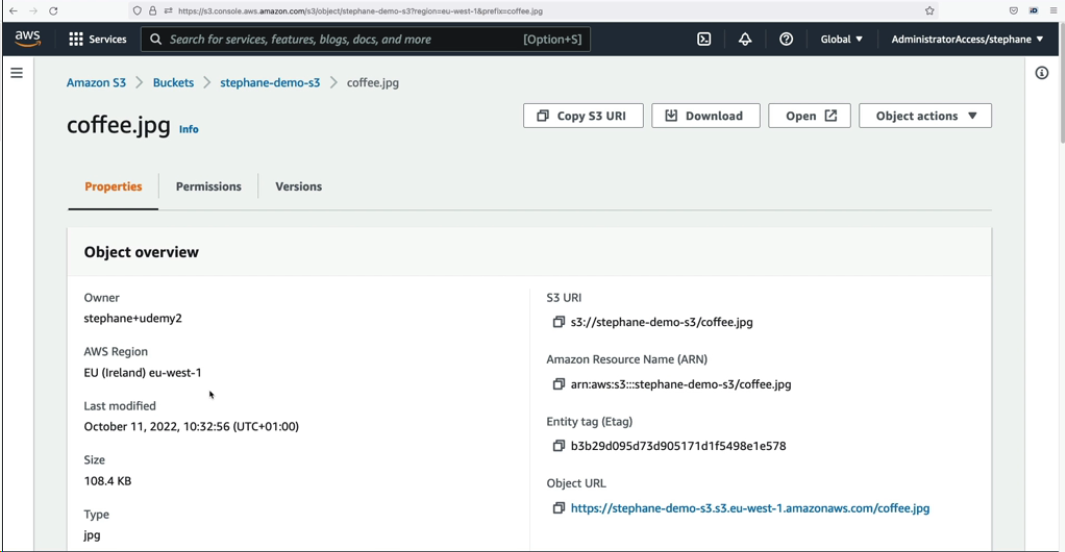 https://s3.console.aws.amazon.com/s3/object/stephane-demo-s3?region=eu-west-1&prefix=coffee.jpg
aws Services Search for services, features, blogs, docs, and more [Option+S] Global ▼ AdministratorAccess/stephane ▼
Amazon S3 > Buckets > stephane-demo-s3 > coffee.jpg
coffee.jpg Info Copy S3 URI Download Open Object actions ▼
Properties Permissions Versions
Object overview
Owner
stephane+udemy2
AWS Region
EU (Ireland) eu-west-1
Last modified
October 11, 2022, 10:32:56 (UTC+01:00)
Size
108.4 KB
Type
jpg
S3 URI
s3://stephane-demo-s3/coffee.jpg
Amazon Resource Name (ARN)
arn:aws:s3:::stephane-demo-s3/coffee.jpg
Entity tag (Etag)
b3b29d095d73d905171d1f5498e1e578
Object URL
https://stephane-demo-s3.s3.eu-west-1.amazonaws.com/coffee.jpg